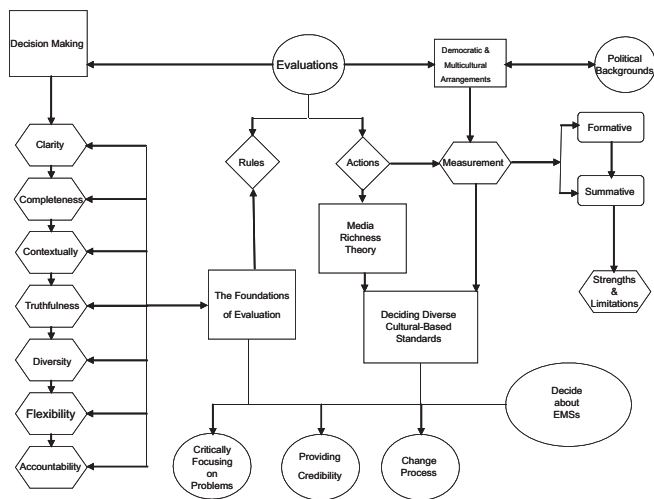 Decision Making
Evaluations
Democratic &
Multicultural
Arrangements
Political
Backgrounds
Clarity
Rules
Actions
Measurement
Formative
Completeness
Summative
Media
Richness
Theory
Contextually
Strengths
&
Limitations
Truthfulness
The Foundations
of Evaluation
Deciding Diverse
Cultural-Based
Standards
Diversity
Decide
about
EMSs
Flexibility
Critically
Focusing
on
Problems
Providing
Credibility
Change
Process
Accountability